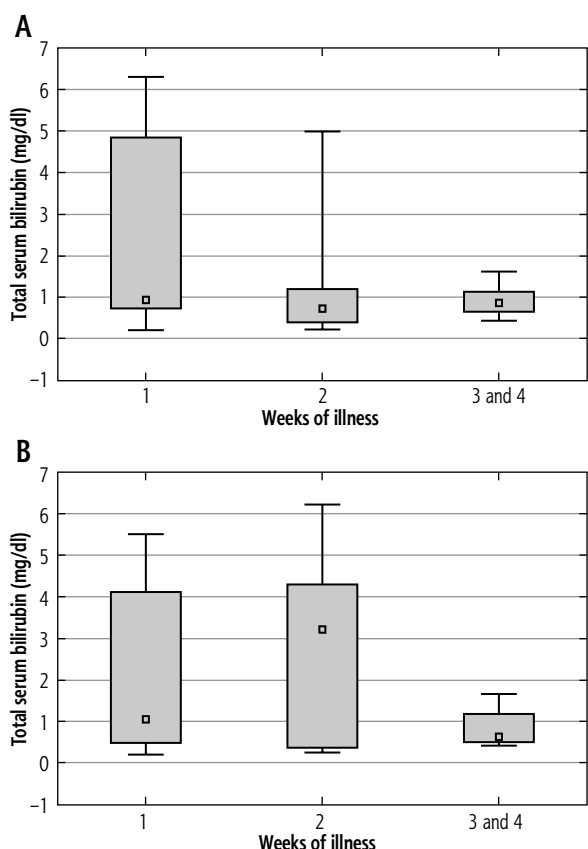 A
Total serum bilirubin (mg/dl)
7
6
5
4
3
2
1
0
–1
1 2 3 and 4
Weeks of illness
B
Total serum bilirubin (mg/dl)
7
6
5
4
3
2
1
0
–1
1 2 3 and 4
Weeks of illness